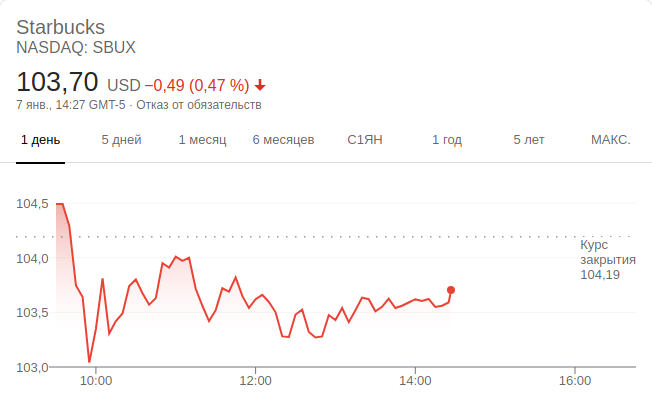 Starbucks
NASDAQ: SBUX
103,70 USD −0,49 (0,47 %)
7 янв., 14:27 GMT-5 · Отказ от обязательств
1 день 5 дней 1 месяц 6 месяцев С1ЯН 1 год 5 лет МАКС.
104,5
Курс
закрытия
104,19
104,0
103,5
103,0
10:00 12:00 14:00 16:00